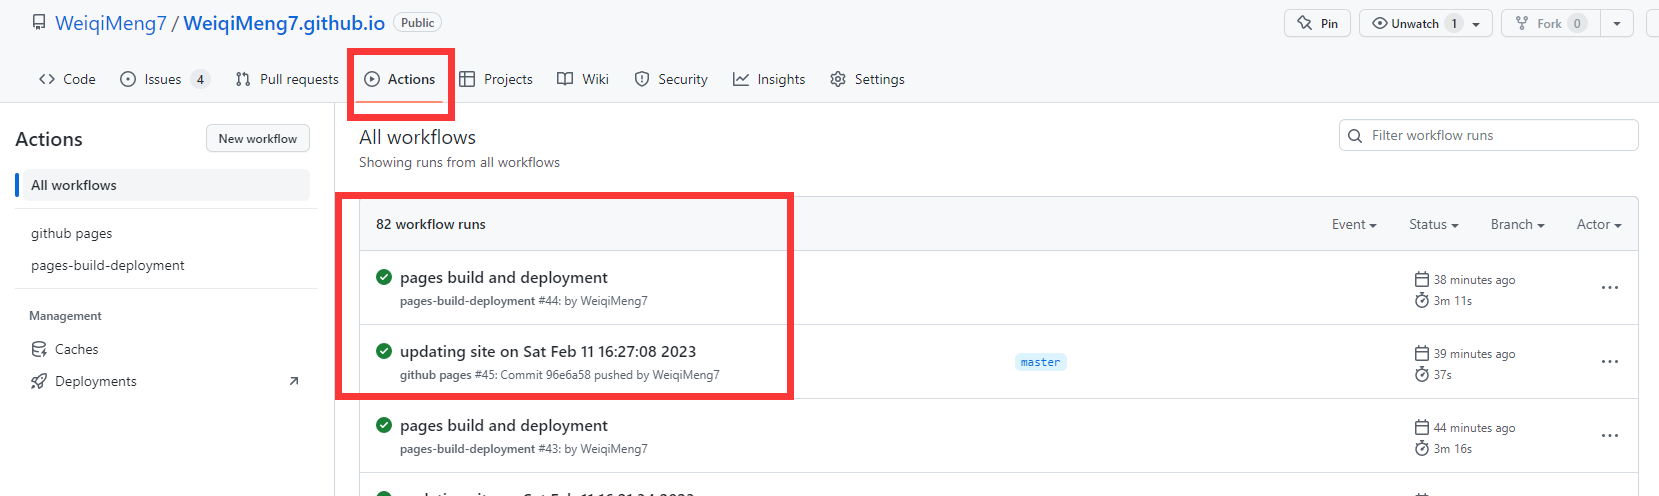 WeiqiMeng7 / WeiqiMeng7.github.io Public
Pin
Unwatch 1
Fork 0
Code
Issues 4
Pull requests
Actions
Projects
Wiki
Security
Insights
Settings
Actions
New workflow
All workflows
github pages
pages-build-deployment
Management
Caches
Deployments
All workflows
Showing runs from all workflows
Filter workflow runs
82 workflow runs
Event
Status
Branch
Actor
pages build and deployment
pages-build-deployment #44: by WeiqiMeng7
38 minutes ago
3m 11s
updating site on Sat Feb 11 16:27:08 2023
github pages #45: Commit 96e6a58 pushed by WeiqiMeng7
master
39 minutes ago
37s
pages build and deployment
pages-build-deployment #43: by WeiqiMeng7
44 minutes ago
3m 16s